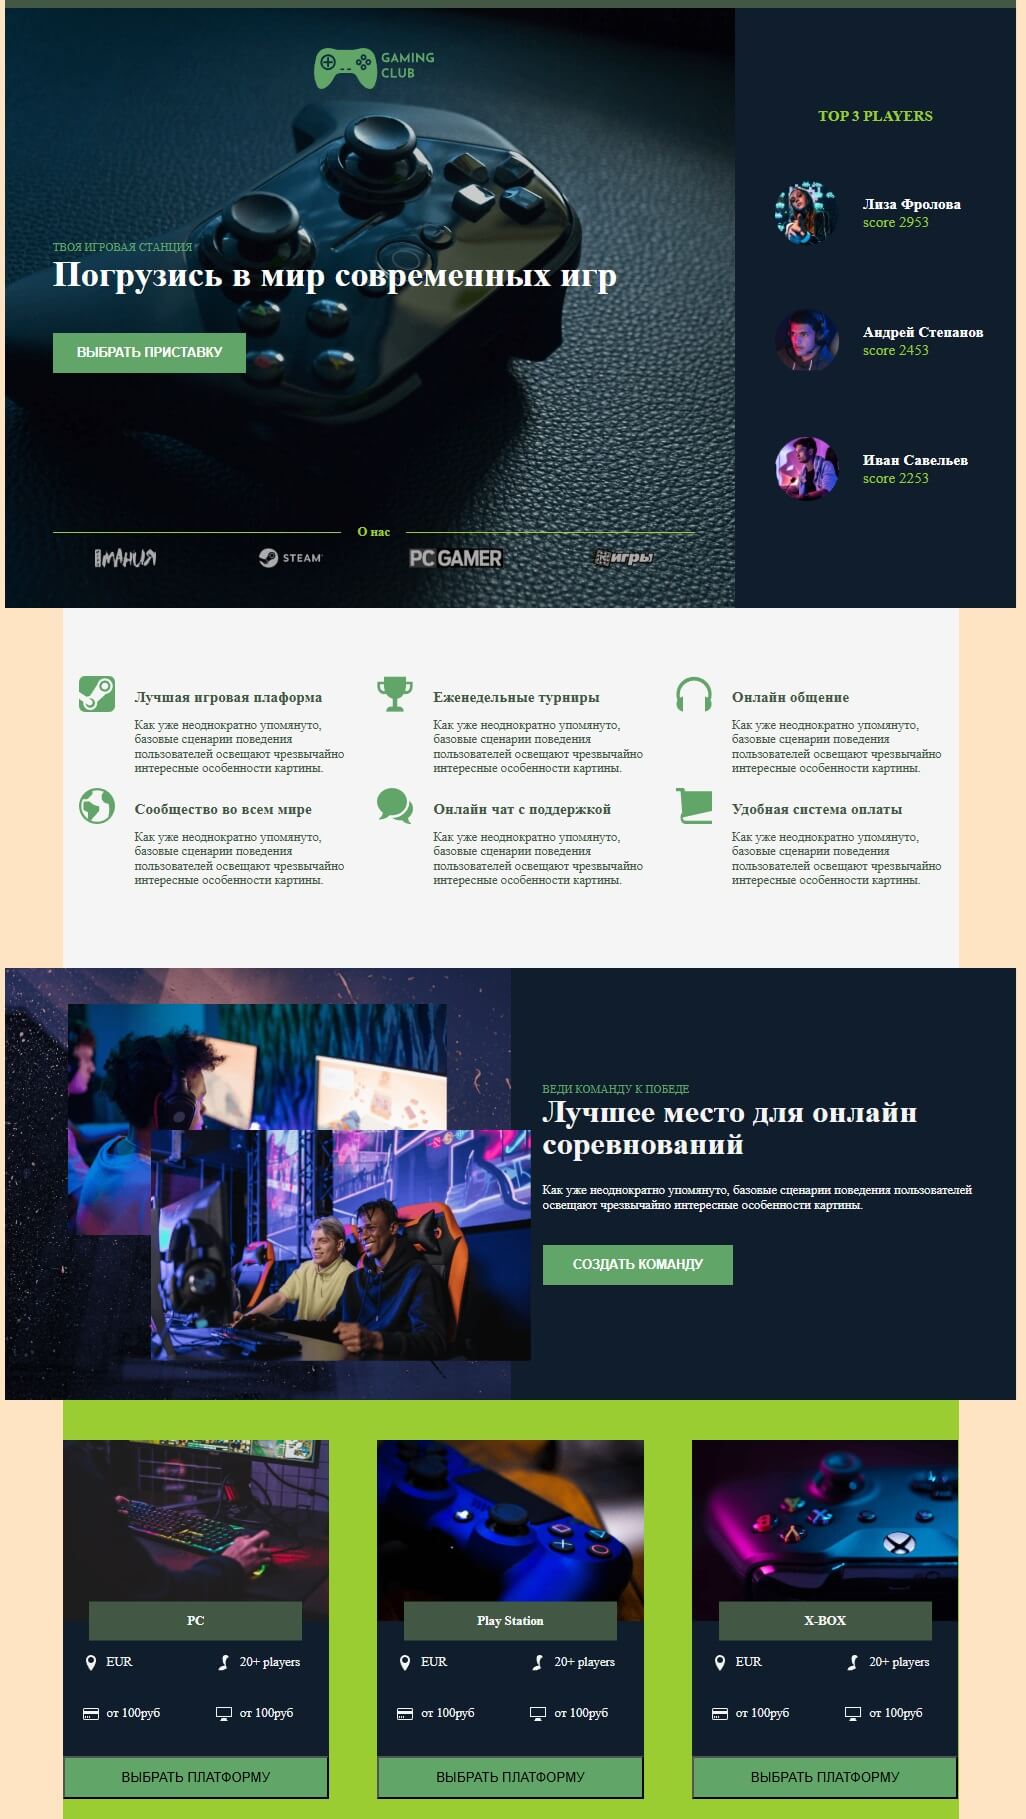 GAMING
CLUB
ТВОЯ ИГРОВАЯ СТАНЦИЯ
Погрузись в мир современных игр
ВЫБРАТЬ ПРИСТАВКУ
О нас
МАНИЯ
STEAM
PC GAMER
игры
TOP 3 PLAYERS
Лиза Фролова
score 2953
Андрей Степанов
score 2453
Иван Савельев
score 2253
Лучшая игровая плаформа
Как уже неоднократно упомянуто,
базовые сценарии поведения
пользователей освещают чрезвычайно
интересные особенности картины.
Еженедельные турниры
Как уже неоднократно упомянуто,
базовые сценарии поведения
пользователей освещают чрезвычайно
интересные особенности картины.
Онлайн общение
Как уже неоднократно упомянуто,
базовые сценарии поведения
пользователей освещают чрезвычайно
интересные особенности картины.
Сообщество во всем мире
Как уже неоднократно упомянуто,
базовые сценарии поведения
пользователей освещают чрезвычайно
интересные особенности картины.
Онлайн чат с поддержкой
Как уже неоднократно упомянуто,
базовые сценарии поведения
пользователей освещают чрезвычайно
интересные особенности картины.
Удобная система оплаты
Как уже неоднократно упомянуто,
базовые сценарии поведения
пользователей освещают чрезвычайно
интересные особенности картины.
ВЕДИ КОМАНДУ К ПОБЕДЕ
Лучшее место для онлайн
соревнований
Как уже неоднократно упомянуто, базовые сценарии поведения пользователей
освещают чрезвычайно интересные особенности картины.
СОЗДАТЬ КОМАНДУ
PC
EUR
20+ players
от 100руб
от 100руб
ВЫБРАТЬ ПЛАТФОРМУ
Play Station
EUR
20+ players
от 100руб
от 100руб
ВЫБРАТЬ ПЛАТФОРМУ
X-BOX
EUR
20+ players
от 100руб
от 100руб
ВЫБРАТЬ ПЛАТФОРМУ